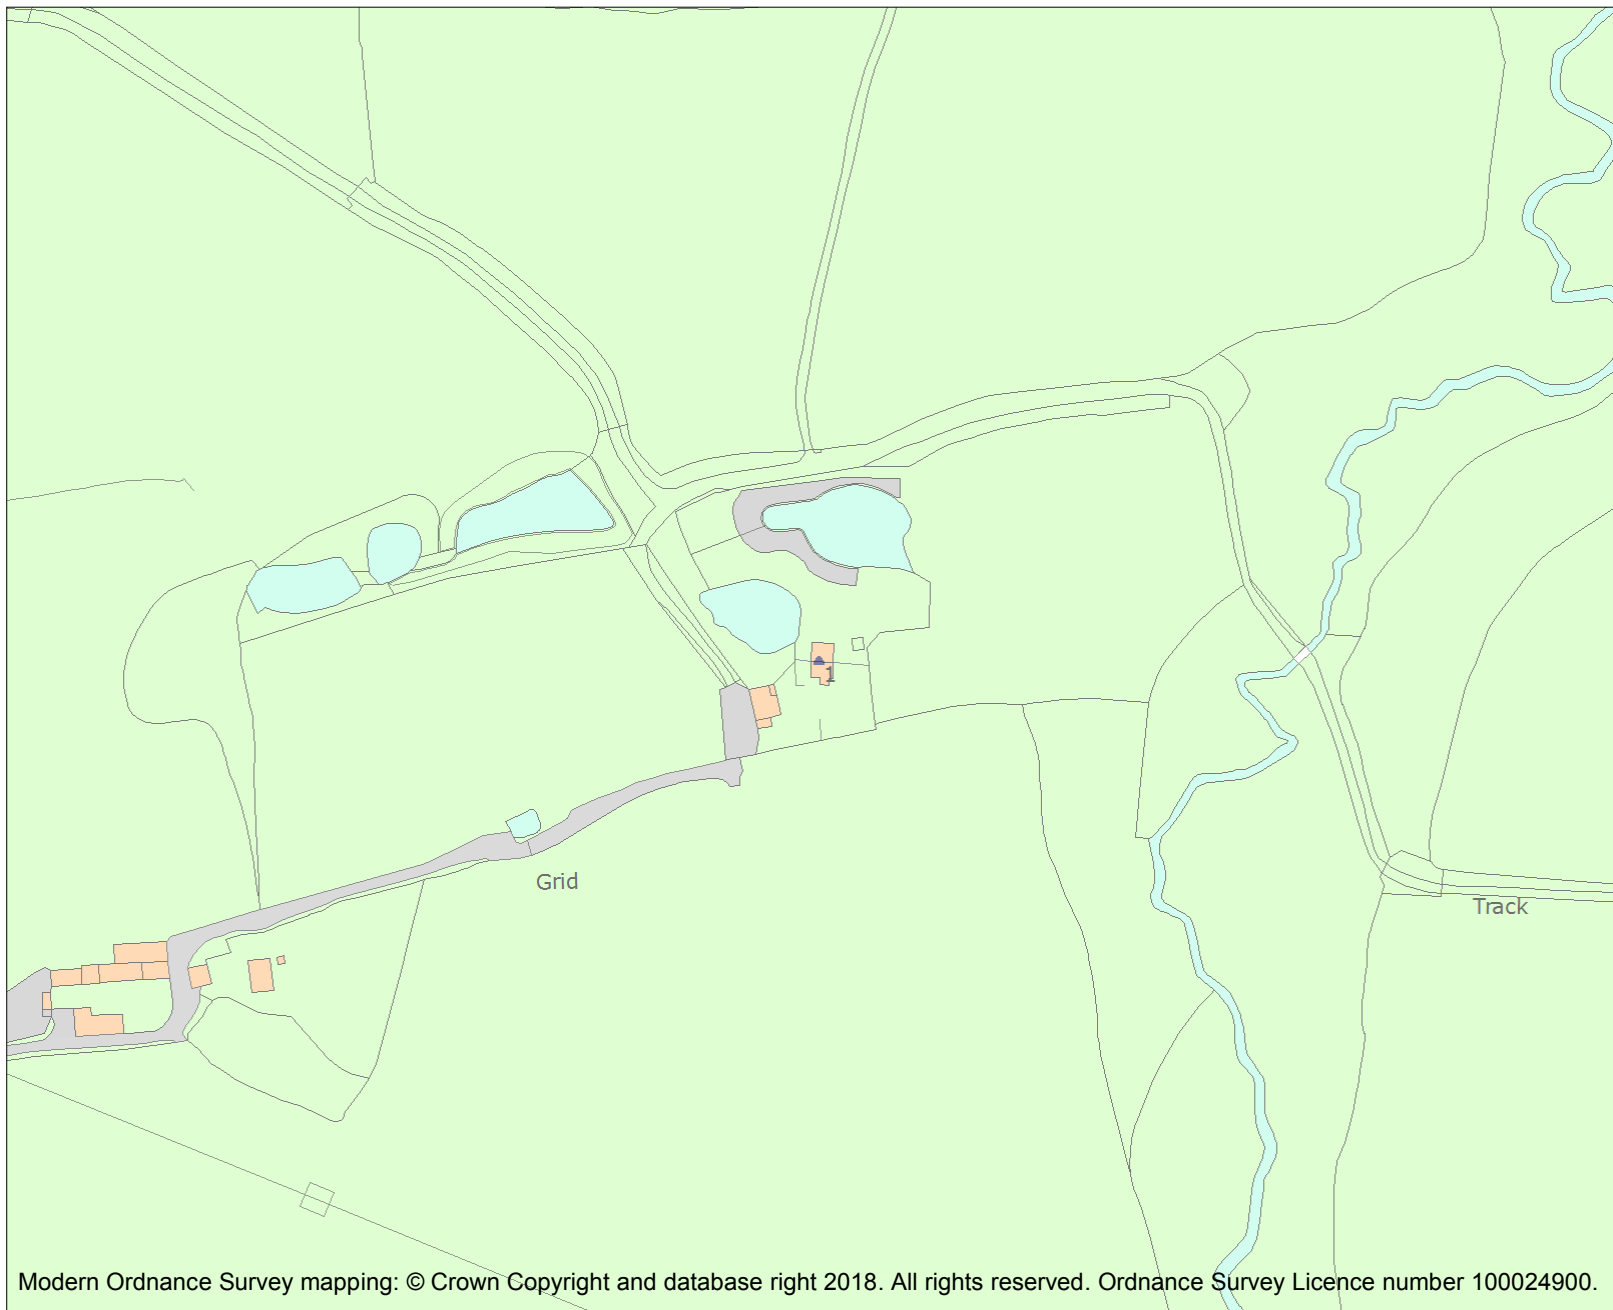 1
Grid
Track
Modern Ordnance Survey mapping: © Crown Copyright and database right 2018. All rights reserved. Ordnance Survey Licence number 100024900.